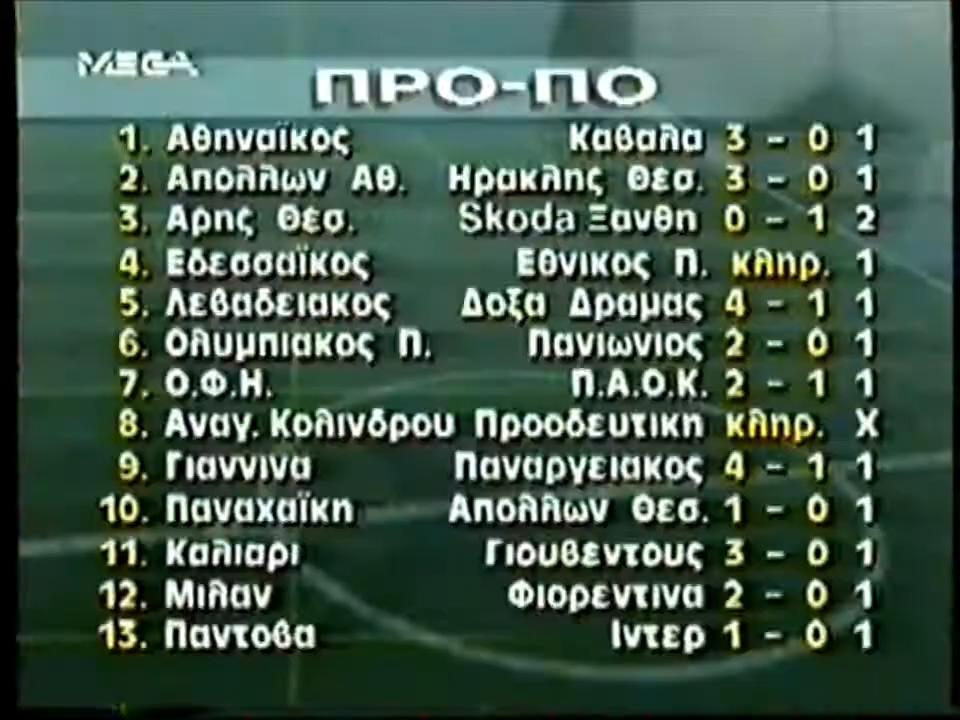 MEGA
ΠΡΟ-ΠΟ
1. Αθηναϊκος Καβαλα 3 - 0 1
2. Απολλων Αθ. Ηρακλης Θεσ. 3 - 0 1
3. Αρης Θεσ. Skoda Ξανθη 0 - 1 2
4. Εδεσσαϊκος Εθνικος Π. κληρ. 1
5. Λεβαδειακος Δοξα Δραμας 4 - 1 1
6. Ολυμπιακος Π. Πανιωνιος 2 - 0 1
7. Ο.Φ.Η. Π.Α.Ο.Κ. 2 - 1 1
8. Αναγ. Κολινδρου Προοδευτικη κληρ. Χ
9. Γιαννινα Παναργειακος 4 - 1 1
10. Παναχαϊκη Απολλων Θεσ. 1 - 0 1
11. Καλιαρι Γιουβεντους 3 - 0 1
12. Μιλαν Φιορεντινα 2 - 0 1
13. Παντοβα Ιντερ 1 - 0 1